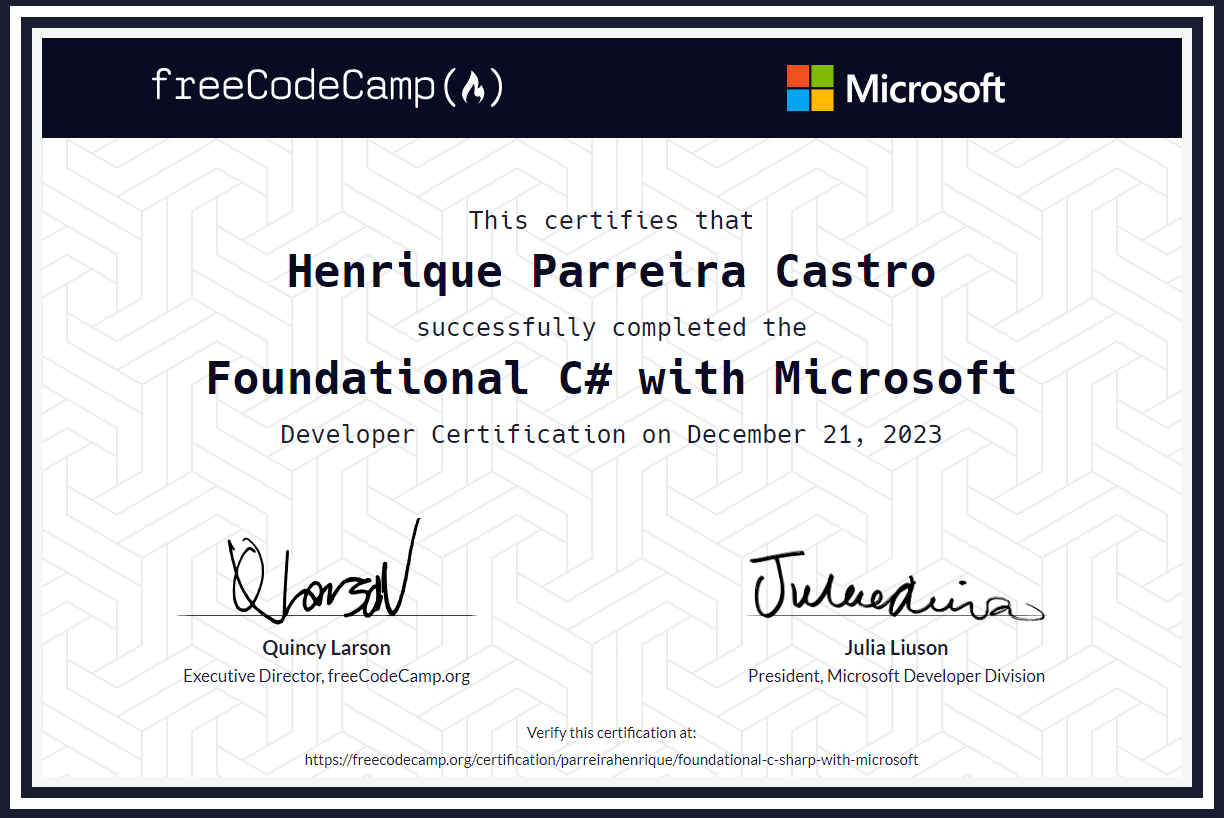 freeCodeCamp
Microsoft
This certifies that
Henrique Parreira Castro
successfully completed the
Foundational C# with Microsoft
Developer Certification on December 21, 2023
Quincy Larson
Executive Director, freeCodeCamp.org
Julia Liuson
President, Microsoft Developer Division
Verify this certification at:
https://freecodecamp.org/certification/parreirahenrique/foundational-c-sharp-with-microsoft